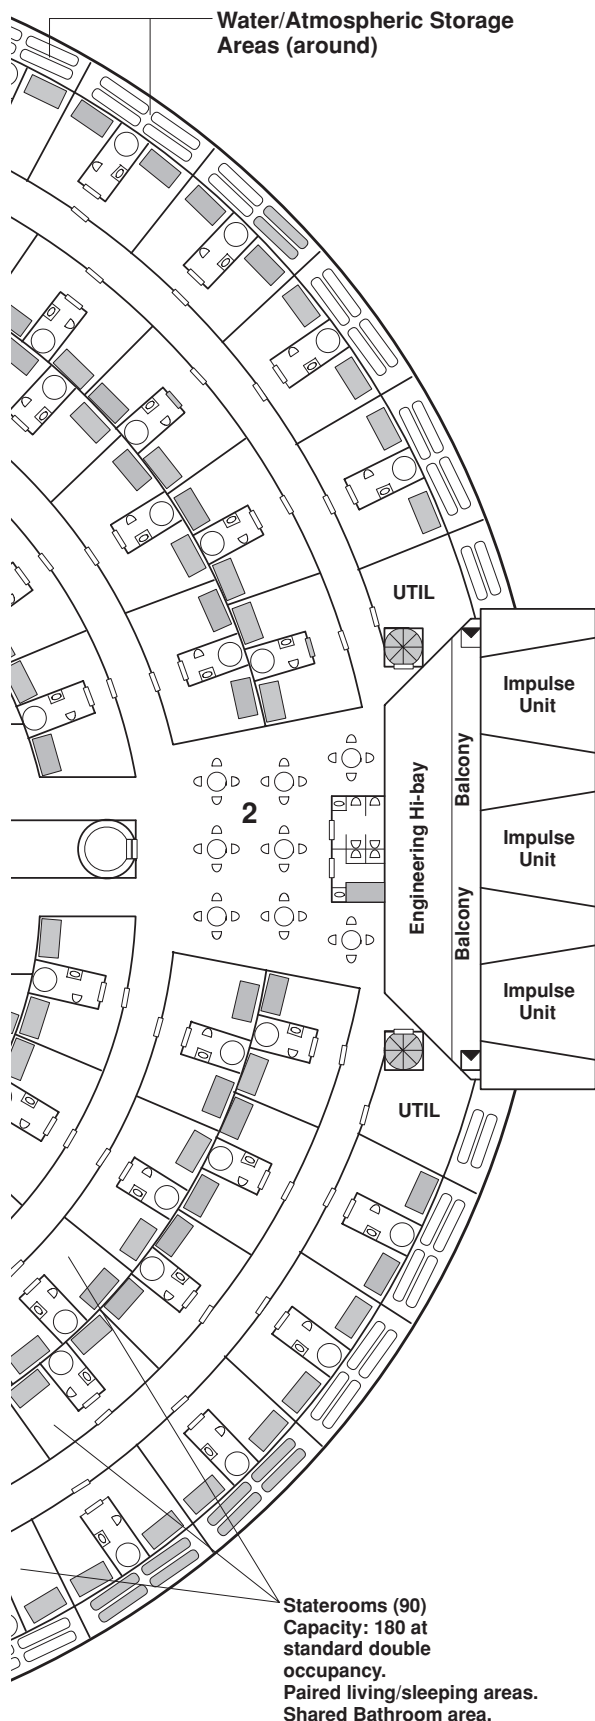 Water/Atmospheric Storage
Areas (around)
UTIL
Impulse
Unit
Balcony
2
Engineering Hi-bay
Impulse
Unit
Balcony
Impulse
Unit
UTIL
Staterooms (90)
Capacity: 180 at
standard double
occupancy.
Paired living/sleeping areas.
Shared Bathroom area.